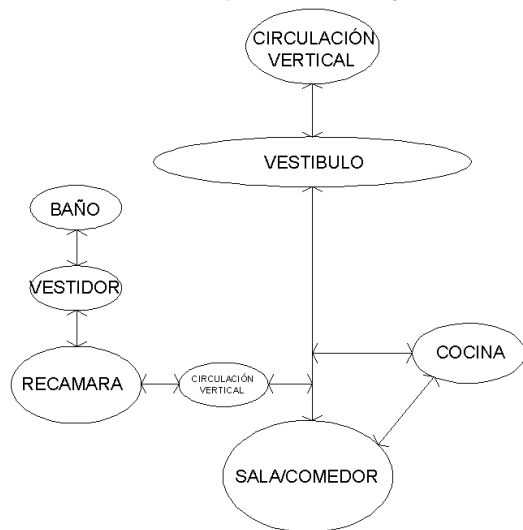 CIRCULACIÓN
VERTICAL
VESTIBULO
BAÑO
VESTIDOR
RECAMARA
CIRCULACIÓN
VERTICAL
COCINA
SALA/COMEDOR